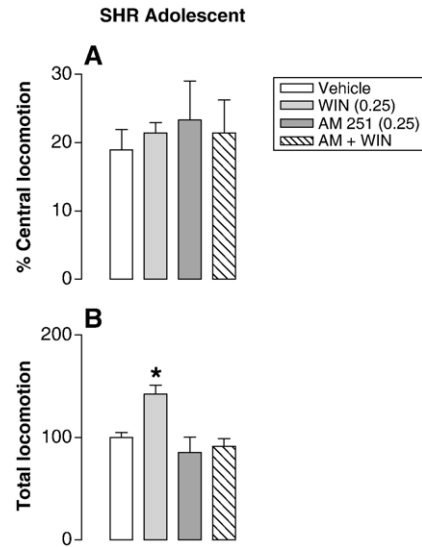 SHR Adolescent
A
% Central locomotion
30
20
10
0
Vehicle
WIN (0.25)
AM 251 (0.25)
AM + WIN
B
Total locomotion
200
100
0
*